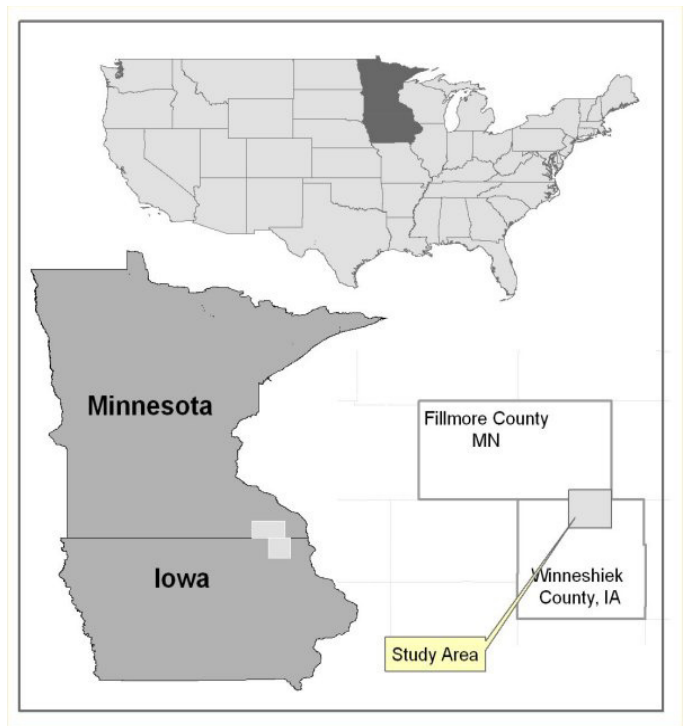 Minnesota
Iowa
Fillmore County
MN
Winneshiek
County, IA
Study Area